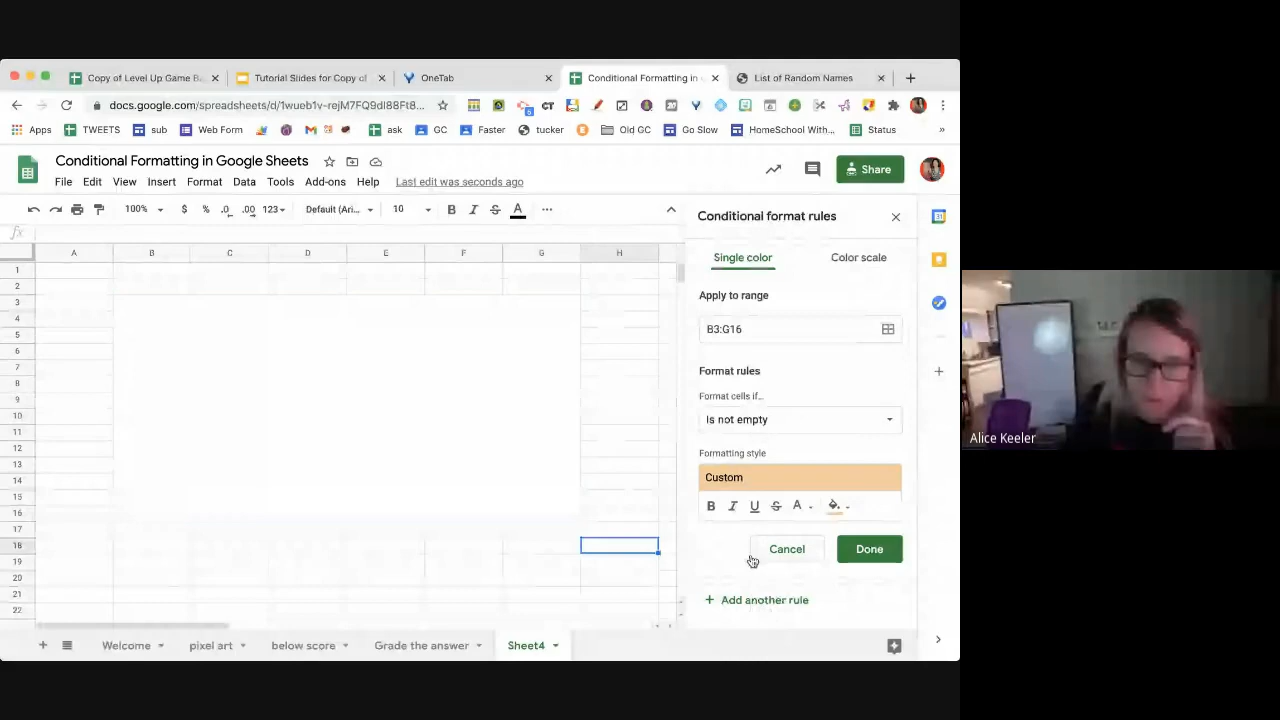 Copy of Level Up Game B
Tutorial Slides for Copy of
OneTab
Conditional Formatting in
List of Random Names
docs.google.com/spreadsheets/d/1wueb1v-rejM7FQ9dI88Ft8...
Apps
TWEETS
sub
Web Form
ask
GC
Faster
tucker
Old GC
Go Slow
HomeSchool With...
Status
»
Conditional Formatting in Google Sheets
File Edit View Insert Format Data Tools Add-ons Help Last edit was seconds ago
Share
100% $ % .0 .00 123 Default (Ari... 10 B I S A ...
fx
Conditional format rules
Single color Color scale
Apply to range
B3:G16
Format rules
Format cells if...
Is not empty
Formatting style
Custom
B I U S A
Cancel Done
+ Add another rule
A B C D E F G H
1
2
3
4
5
6
7
8
9
10
11
12
13
14
15
16
17
18
19
20
21
22
+ Welcome pixel art below score Grade the answer Sheet4
Alice Keeler